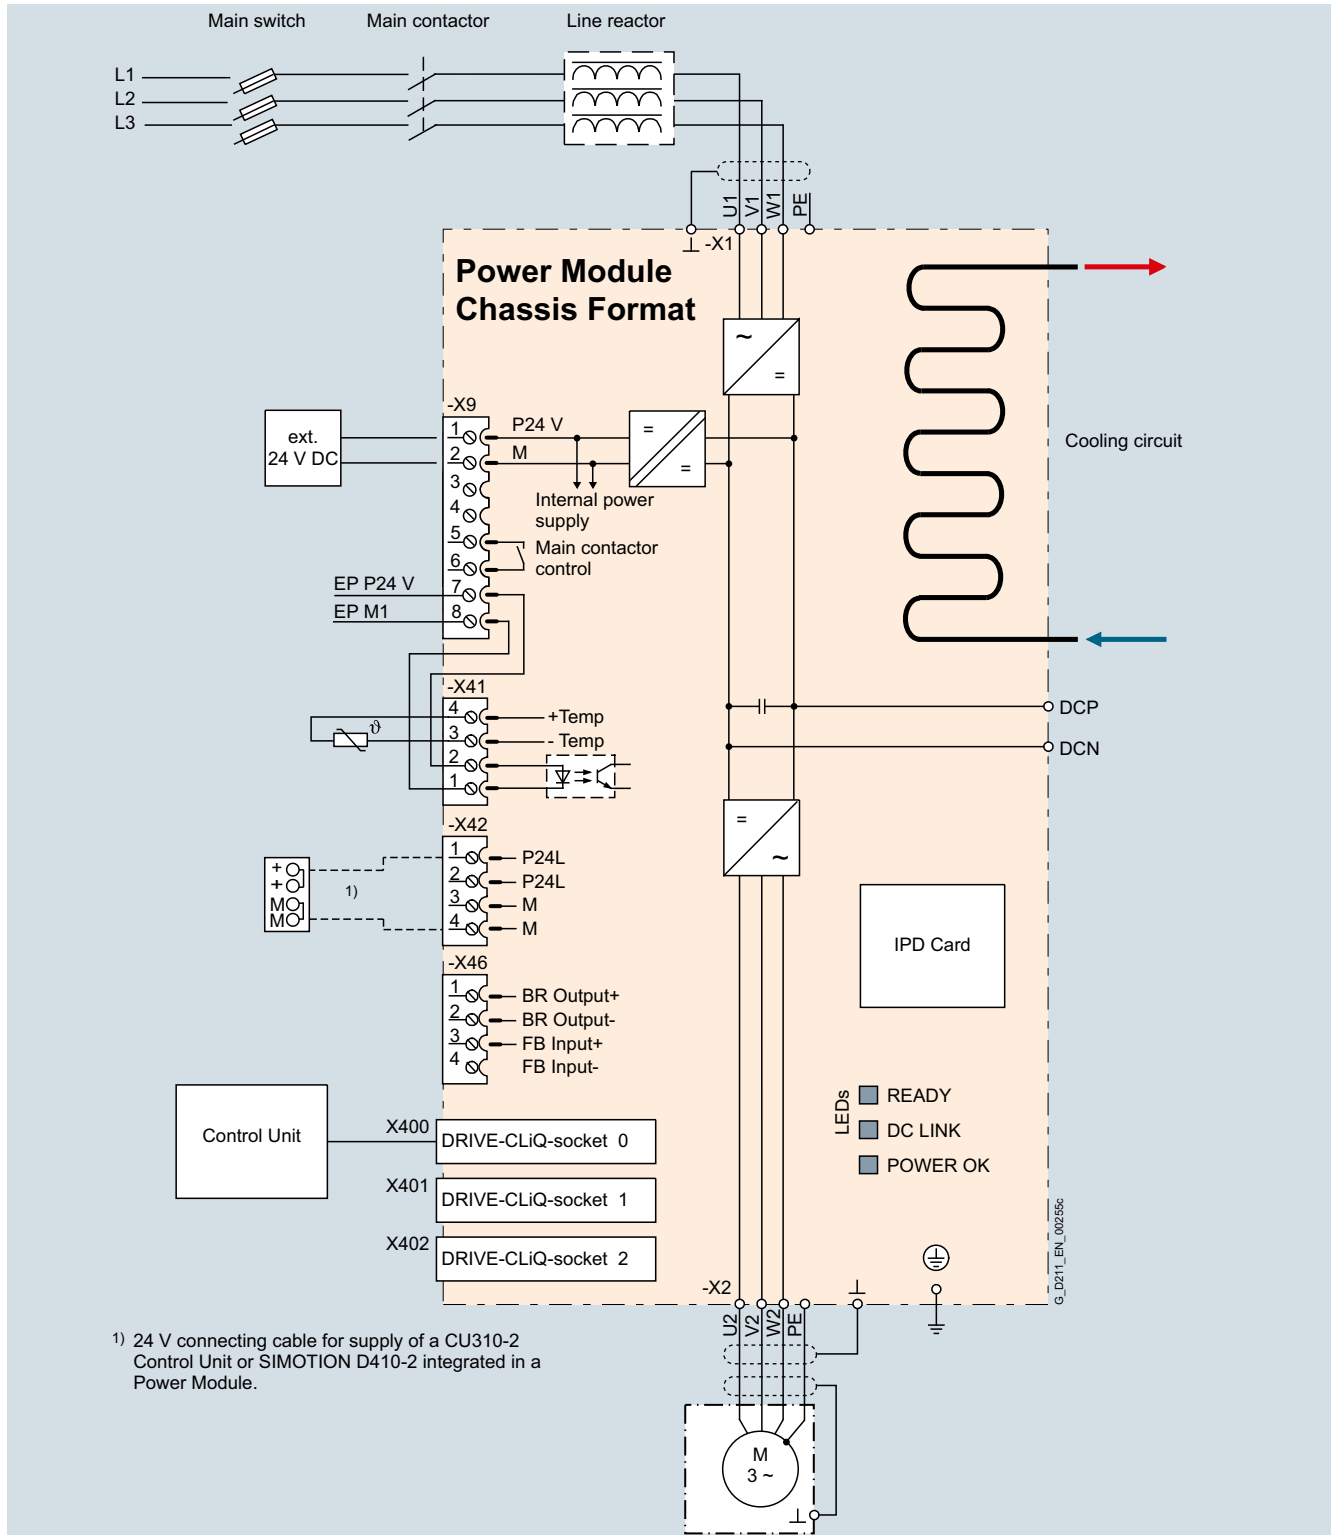 Main switch Main contactor Line reactor
L1
L2
L3
U1 V1 W1 PE
-X1
Power Module
Chassis Format
~
=
-X9
ext.
24 V DC
1 P24 V
2 M
3
4
5
6
7
8
=
=
Internal power
supply
Main contactor
control
EP P24 V
EP M1
Cooling circuit
-X41
4 +Temp
3 - Temp
2
1
ϑ
DCP
DCN
=
~
-X42
1 P24L
2 P24L
3 M
4 M
+
+
M
M
1)
IPD Card
-X46
1 BR Output+
2 BR Output-
3 FB Input+
4 FB Input-
Control Unit
X400 DRIVE-CLiQ-socket 0
X401 DRIVE-CLiQ-socket 1
X402 DRIVE-CLiQ-socket 2
LEDs
READY
DC LINK
POWER OK
G_D211_EN_00255c
-X2
U2 V2 W2 PE
1) 24 V connecting cable for supply of a CU310-2
Control Unit or SIMOTION D410-2 integrated in a
Power Module.
M
3 ~